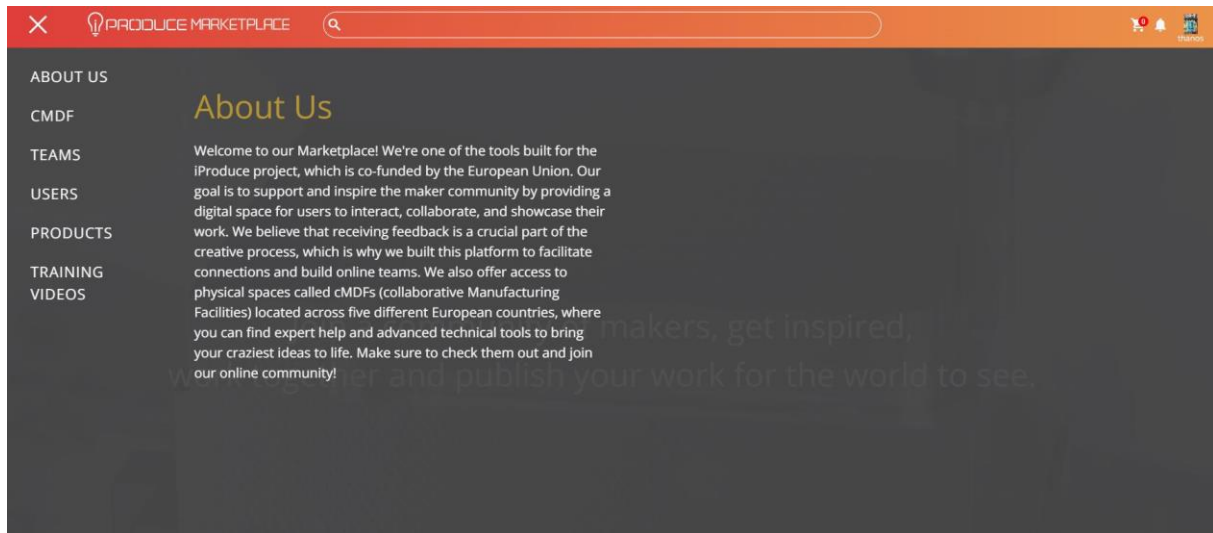 iPRODUCE MARKETPLACE
0
thanos
ABOUT US
CMDF
TEAMS
USERS
PRODUCTS
TRAINING
VIDEOS
About Us
Welcome to our Marketplace! We're one of the tools built for the
iProduce project, which is co-funded by the European Union. Our
goal is to support and inspire the maker community by providing a
digital space for users to interact, collaborate, and showcase their
work. We believe that receiving feedback is a crucial part of the
creative process, which is why we built this platform to facilitate
connections and build online teams. We also offer access to
physical spaces called cMDFs (collaborative Manufacturing
Facilities) located across five different European countries, where
you can find expert help and advanced technical tools to bring
your craziest ideas to life. Make sure to check them out and join
our online community!
makers, get inspired,
and publish your work for the world to see.